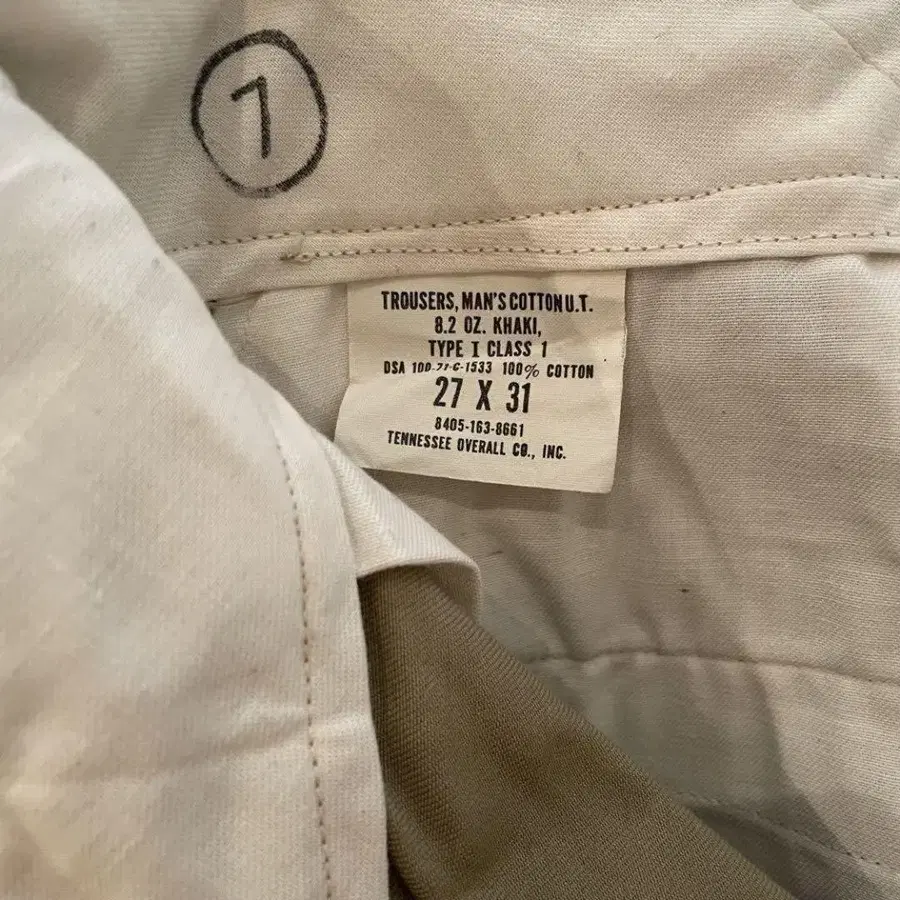 7
TROUSERS, MAN'S COTTON U.T.
8.2 OZ. KHAKI,
TYPE I CLASS 1
DSA 100-71-C-1533 100% COTTON
27 X 31
8405-163-8661
TENNESSEE OVERALL CO., INC.